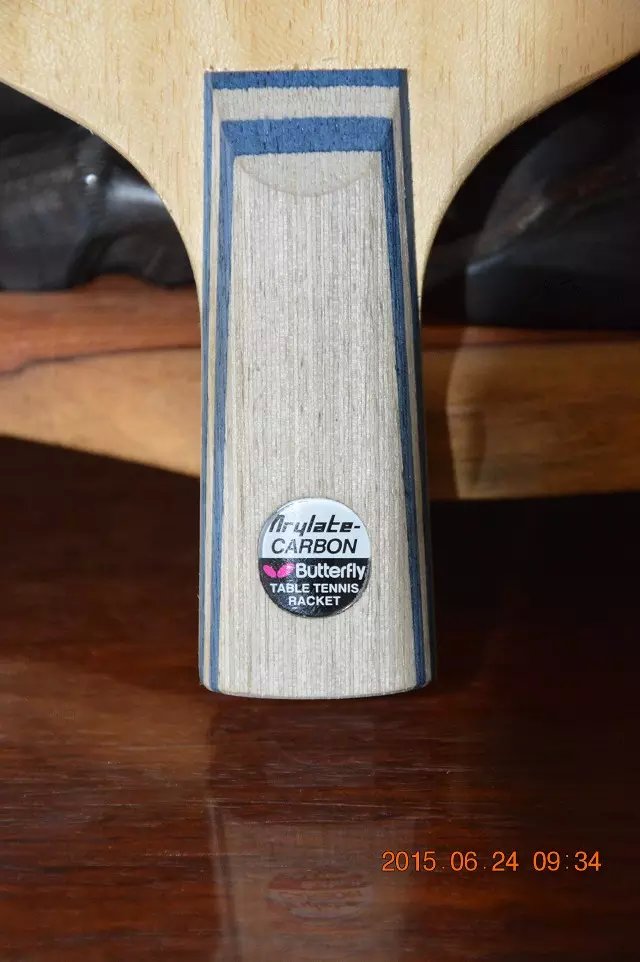 Arylate-
CARBON
Butterfly
TABLE TENNIS
RACKET
2015.06.24 09:34